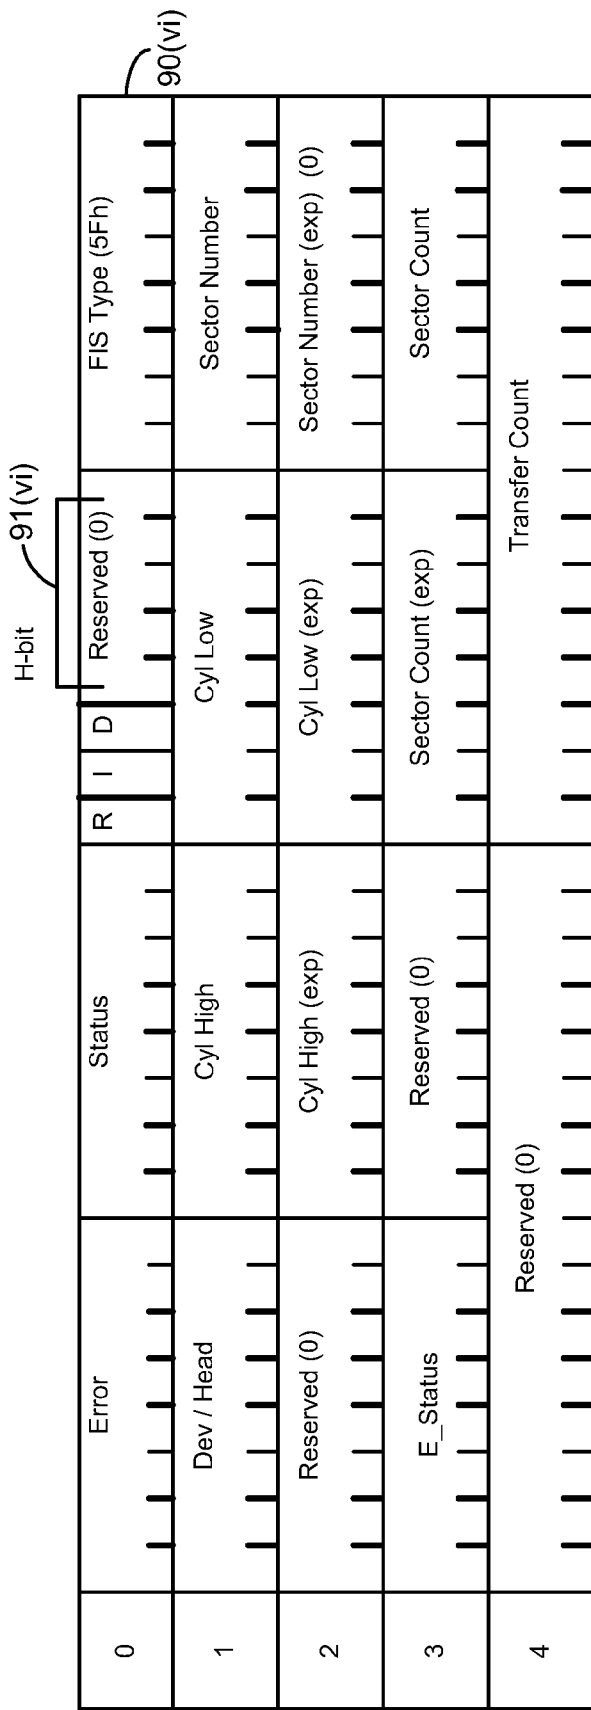 H-bit
91(vi)
90(vi)
0
Error
Status
R
I
D
Reserved (0)
FIS Type (5Fh)
1
Dev / Head
Cyl High
Cyl Low
Sector Number
2
Reserved (0)
Cyl High (exp)
Cyl Low (exp)
Sector Number (exp) (0)
3
E_Status
Reserved (0)
Sector Count (exp)
Sector Count
4
Reserved (0)
Transfer Count